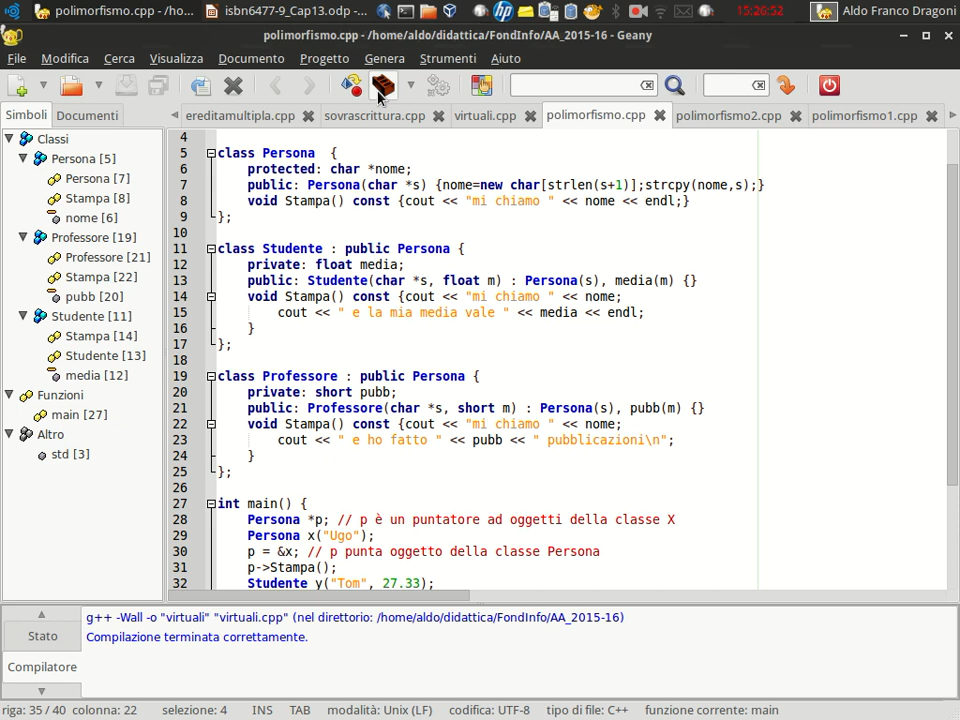 polimorfismo.cpp - /ho...
isbn6477-9_Cap13.odp -...
15:26:52
Aldo Franco Dragoni
polimorfismo.cpp - /home/aldo/didattica/FondInfo/AA_2015-16 - Geany
File Modifica Cerca Visualizza Documento Progetto Genera Strumenti Aiuto
Simboli Documenti
ereditamultipla.cpp sovrascrittura.cpp virtuali.cpp polimorfismo.cpp polimorfismo2.cpp polimorfismo1.cpp
Classi
Persona [5]
Persona [7]
Stampa [8]
nome [6]
Professore [19]
Professore [21]
Stampa [22]
pubb [20]
Studente [11]
Stampa [14]
Studente [13]
media [12]
Funzioni
main [27]
Altro
std [3]
4
5 class Persona  {
6     protected: char *nome;
7     public: Persona(char *s) {nome=new char[strlen(s+1)];strcpy(nome,s);}
8     void Stampa() const {cout << "mi chiamo " << nome << endl;}
9 };
10
11 class Studente : public Persona {
12     private: float media;
13     public: Studente(char *s, float m) : Persona(s), media(m) {}
14     void Stampa() const {cout << "mi chiamo " << nome;
15         cout << " e la mia media vale " << media << endl;
16     }
17 };
18
19 class Professore : public Persona {
20     private: short pubb;
21     public: Professore(char *s, short m) : Persona(s), pubb(m) {}
22     void Stampa() const {cout << "mi chiamo " << nome;
23         cout << " e ho fatto " << pubb << " pubblicazioni\n";
24     }
25 };
26
27 int main() {
28     Persona *p; // p è un puntatore ad oggetti della classe X
29     Persona x("Ugo");
30     p = &x; // p punta oggetto della classe Persona
31     p->Stampa();
32     Studente y("Tom", 27.33);
Stato
Compilatore
g++ -Wall -o "virtuali" "virtuali.cpp" (nel direttorio: /home/aldo/didattica/FondInfo/AA_2015-16)
Compilazione terminata correttamente.
riga: 35 / 40 colonna: 22 selezione: 4 INS TAB modalità: Unix (LF) codifica: UTF-8 tipo di file: C++ funzione corrente: main